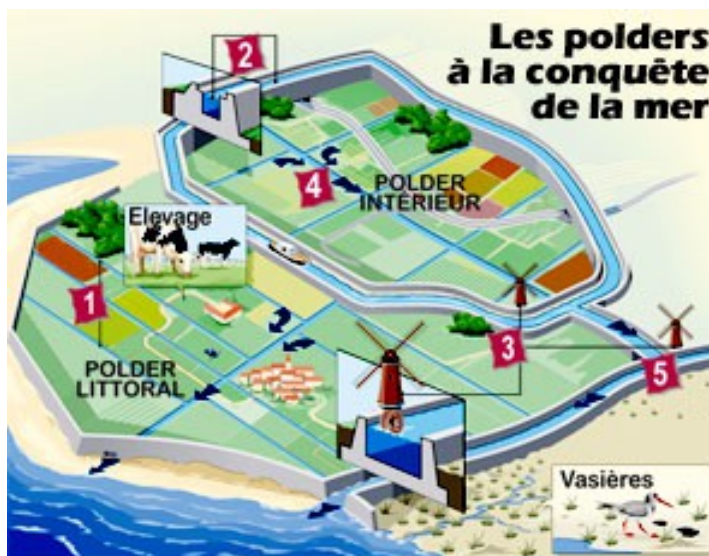 Les polders
à la conquête
de la mer
2
4
POLDER
INTÉRIEUR
Elevage
1
POLDER
LITTORAL
3
5
Vasières